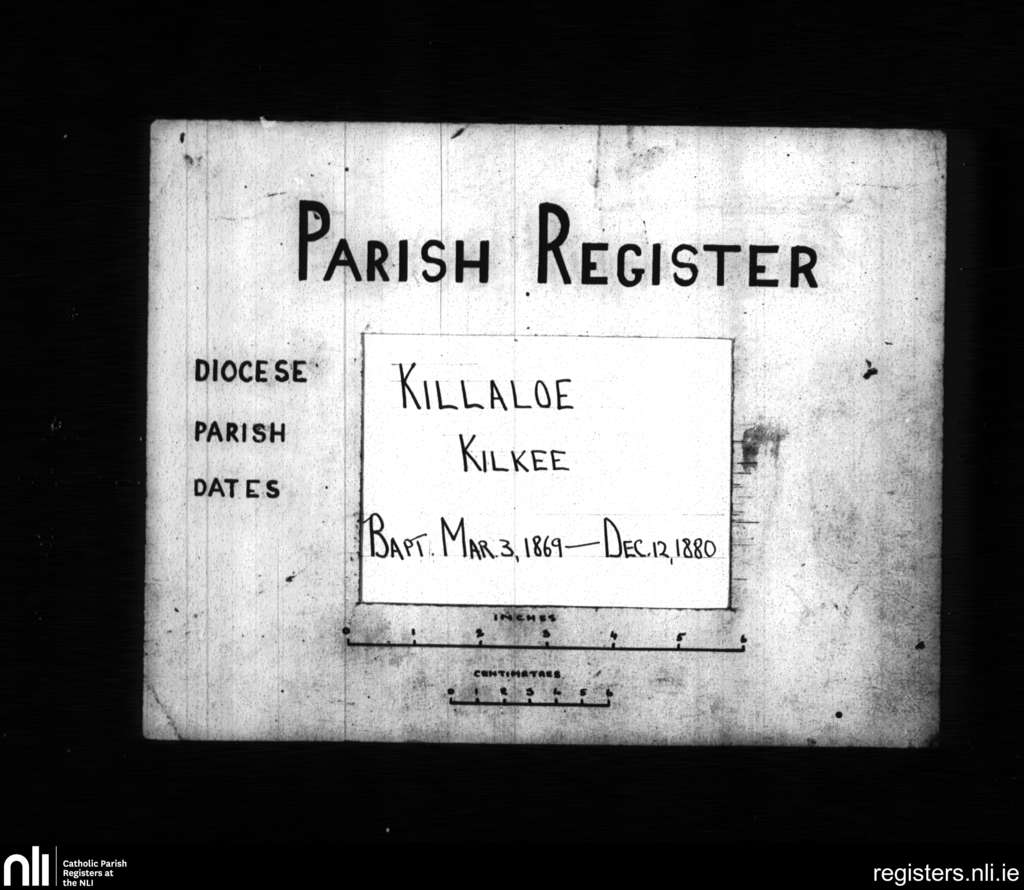 PARISH REGISTER
DIOCESE KILLALOE
PARISH KILKEE
DATES BAPT. MAR. 3, 1869 — DEC. 12, 1880
INCHES
0 1 2 3 4 5 6
CENTIMETRES
0 1 2 3 4 5 6
nli Catholic Parish
Registers at
the NLI
registers.nli.ie